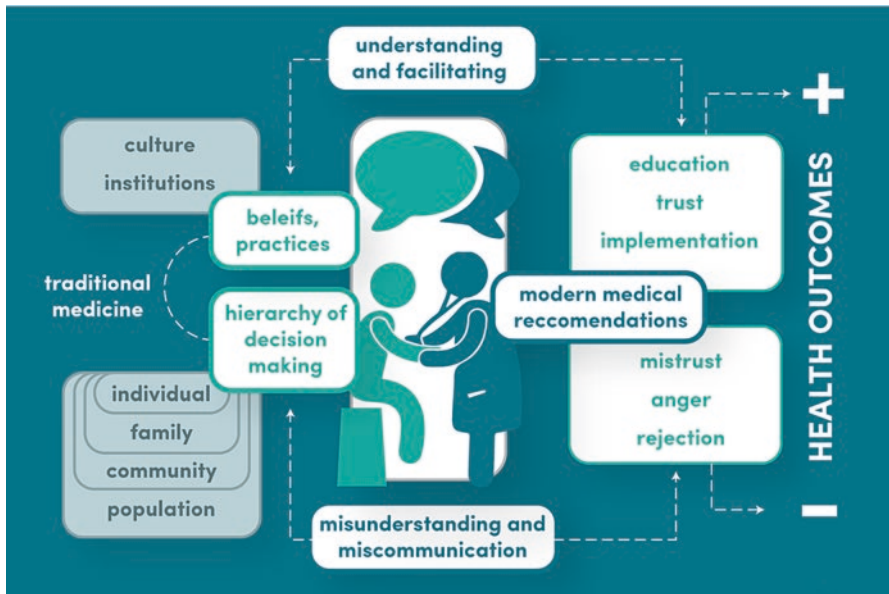 understanding
and facilitating
culture
institutions
beleifs,
practices
traditional
medicine
hierarchy of
decision
making
individual
family
community
population
education
trust
implementation
modern medical
reccomendations
mistrust
anger
rejection
misunderstanding and
miscommunication
+
HEALTH OUTCOMES
-